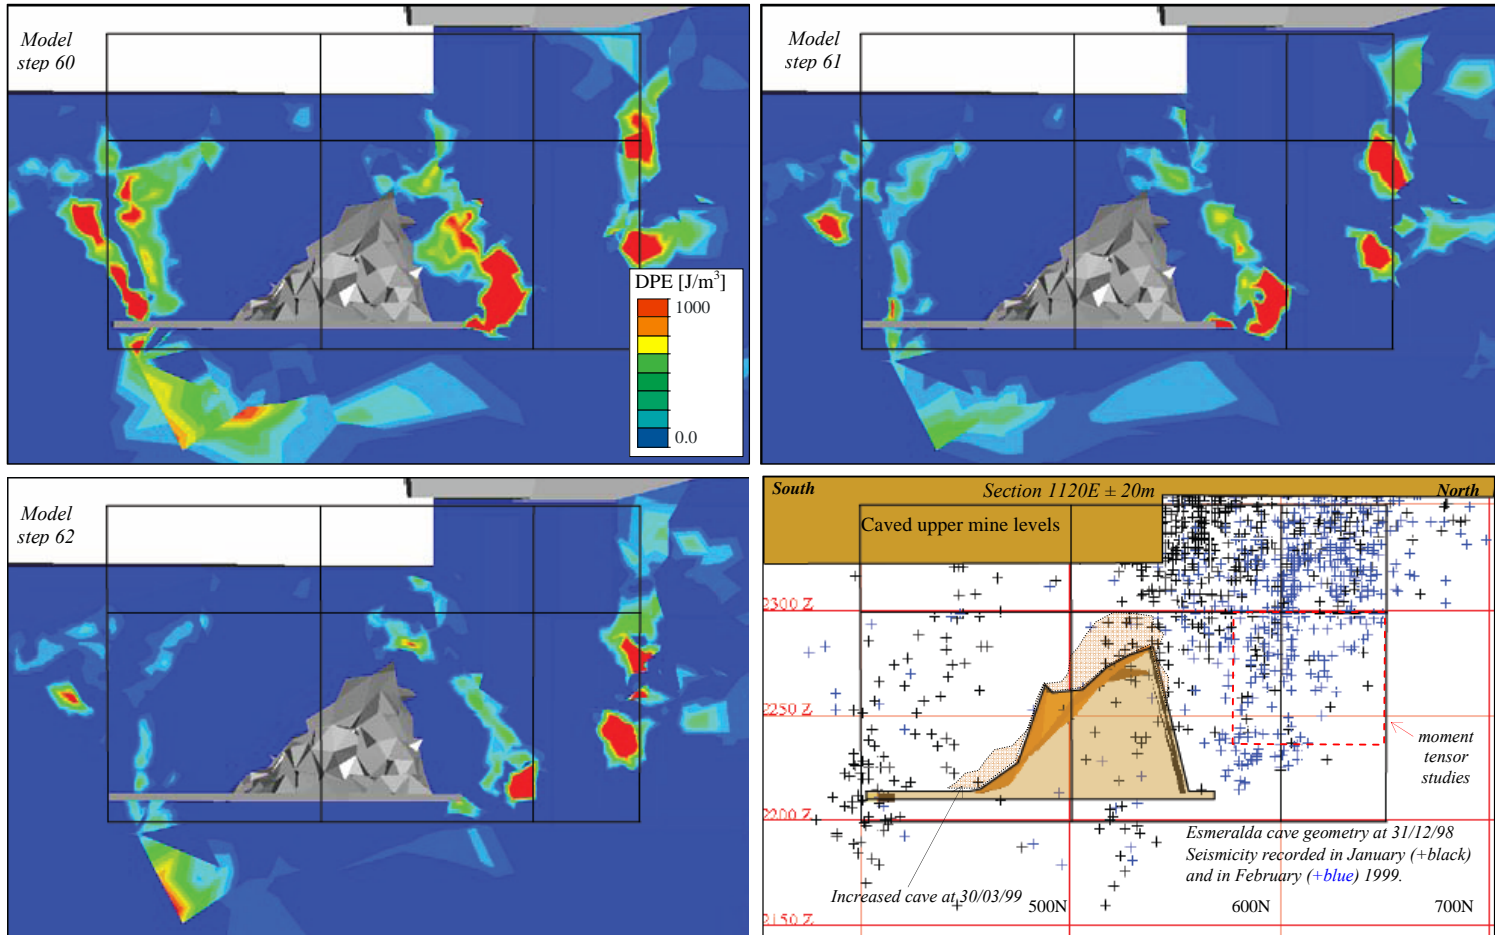 Model
step 60
DPE [J/m³]
1000
0.0
Model
step 61
Model
step 62
South
Section 1120E ± 20m
North
Caved upper mine levels
2300 Z
2250 Z
2200 Z
2150 Z
moment
tensor
studies
Esmeralda cave geometry at 31/12/98
Seismicity recorded in January (+black)
and in February (+blue) 1999.
Increased cave at 30/03/99
500N
600N
700N